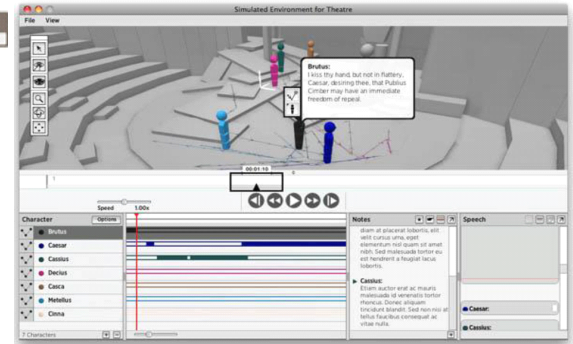 Simulated Environment for Theatre
File View
Brutus:
I kiss thy hand, but not in flattery,
Caesar, desiring thee, that Publius
Cimber may have an immediate
freedom of repeal.
00:01:10
Speed 1.00x
Character Options
Brutus
Caesar
Cassius
Decius
Casca
Metellus
Cinna
7 Characters
Notes
diam at placerat lobortis, elit
velit cursus urna, eget
elementum nisl quam sit amet
nibh. Sed malesuada tortor eu
est hendrerit a feugiat lacus
lobortis.
Cassius:
Etiam auctor erat ac mauris
malesuada id venenatis tortor
rhoncus. Donec aliquam
tincidunt blandit. Sed non nisi at
tellus faucibus consequat ac
vitae nulla.
Speech
Caesar:
Cassius: